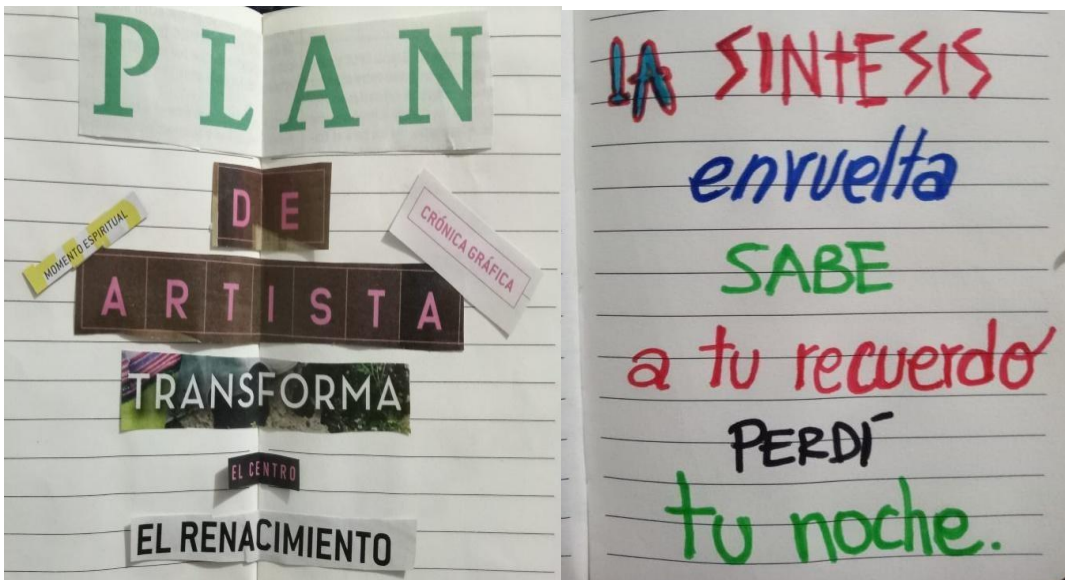 PLAN
DE
MOMENTO ESPIRITUAL
CRÓNICA GRÁFICA
ARTISTA
TRANSFORMA
EL CENTRO
EL RENACIMIENTO
LA SINTESIS
envuelta
SABE
a tu recuerdo
PERDÍ
tu noche.